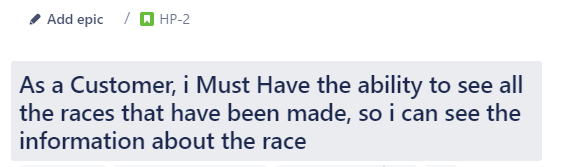 Add epic / HP-2
As a Customer, i Must Have the ability to see all
the races that have been made, so i can see the
information about the race